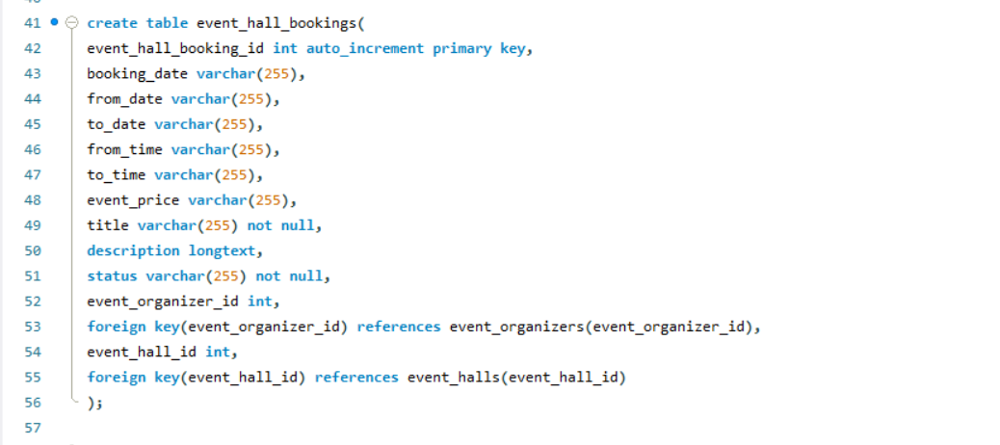 41 create table event_hall_bookings(
42 event_hall_booking_id int auto_increment primary key,
43 booking_date varchar(255),
44 from_date varchar(255),
45 to_date varchar(255),
46 from_time varchar(255),
47 to_time varchar(255),
48 event_price varchar(255),
49 title varchar(255) not null,
50 description longtext,
51 status varchar(255) not null,
52 event_organizer_id int,
53 foreign key(event_organizer_id) references event_organizers(event_organizer_id),
54 event_hall_id int,
55 foreign key(event_hall_id) references event_halls(event_hall_id)
56 );
57